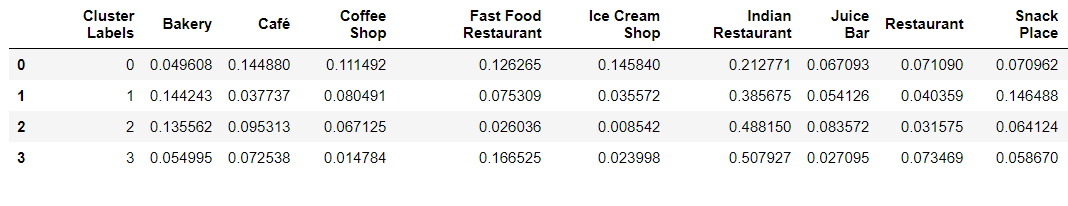 Cluster Labels Bakery Café Coffee Shop Fast Food Restaurant Ice Cream Shop Indian Restaurant Juice Bar Restaurant Snack Place
0 0 0.049608 0.144880 0.111492 0.126265 0.145840 0.212771 0.067093 0.071090 0.070962
1 1 0.144243 0.037737 0.080491 0.075309 0.035572 0.385675 0.054126 0.040359 0.146488
2 2 0.135562 0.095313 0.067125 0.026036 0.008542 0.488150 0.083572 0.031575 0.064124
3 3 0.054995 0.072538 0.014784 0.166525 0.023998 0.507927 0.027095 0.073469 0.058670